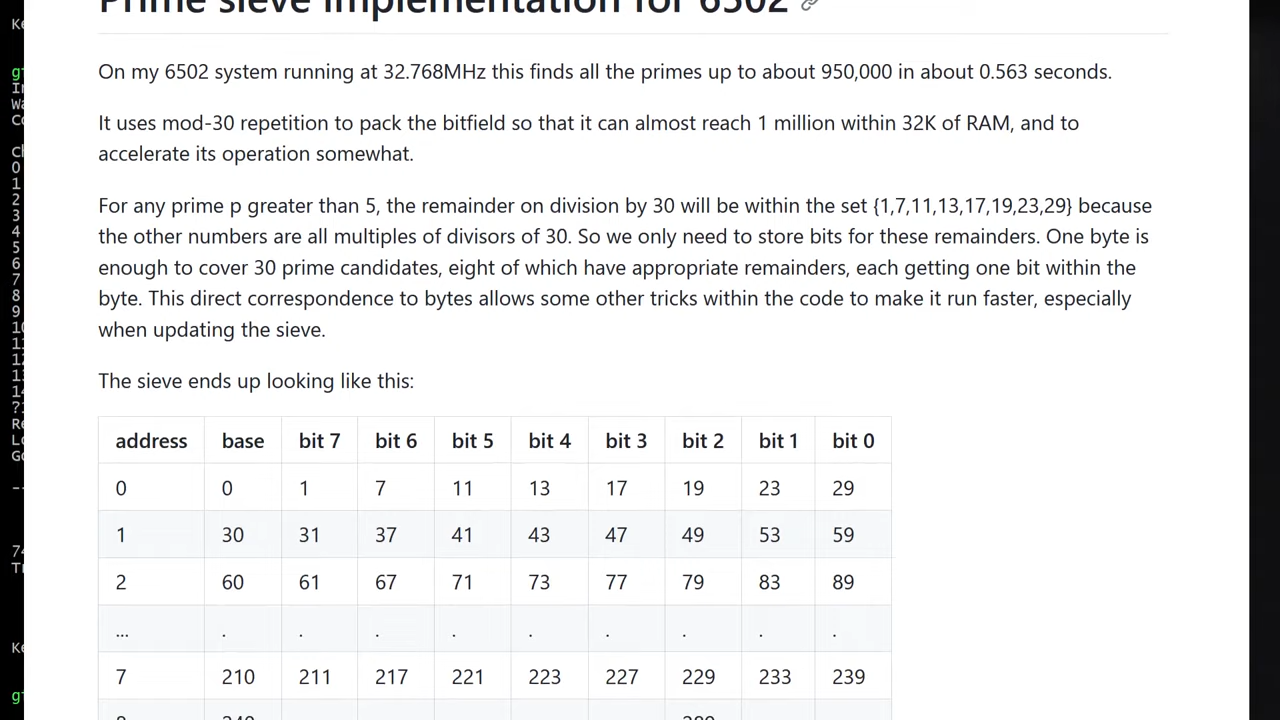 Prime sieve implementation for 6502
On my 6502 system running at 32.768MHz this finds all the primes up to about 950,000 in about 0.563 seconds.
It uses mod-30 repetition to pack the bitfield so that it can almost reach 1 million within 32K of RAM, and to
accelerate its operation somewhat.
For any prime p greater than 5, the remainder on division by 30 will be within the set {1,7,11,13,17,19,23,29} because
the other numbers are all multiples of divisors of 30. So we only need to store bits for these remainders. One byte is
enough to cover 30 prime candidates, eight of which have appropriate remainders, each getting one bit within the
byte. This direct correspondence to bytes allows some other tricks within the code to make it run faster, especially
when updating the sieve.
The sieve ends up looking like this:
address base bit 7 bit 6 bit 5 bit 4 bit 3 bit 2 bit 1 bit 0
0 0 1 7 11 13 17 19 23 29
1 30 31 37 41 43 47 49 53 59
2 60 61 67 71 73 77 79 83 89
... . . . . . . . . .
7 210 211 217 221 223 227 229 233 239